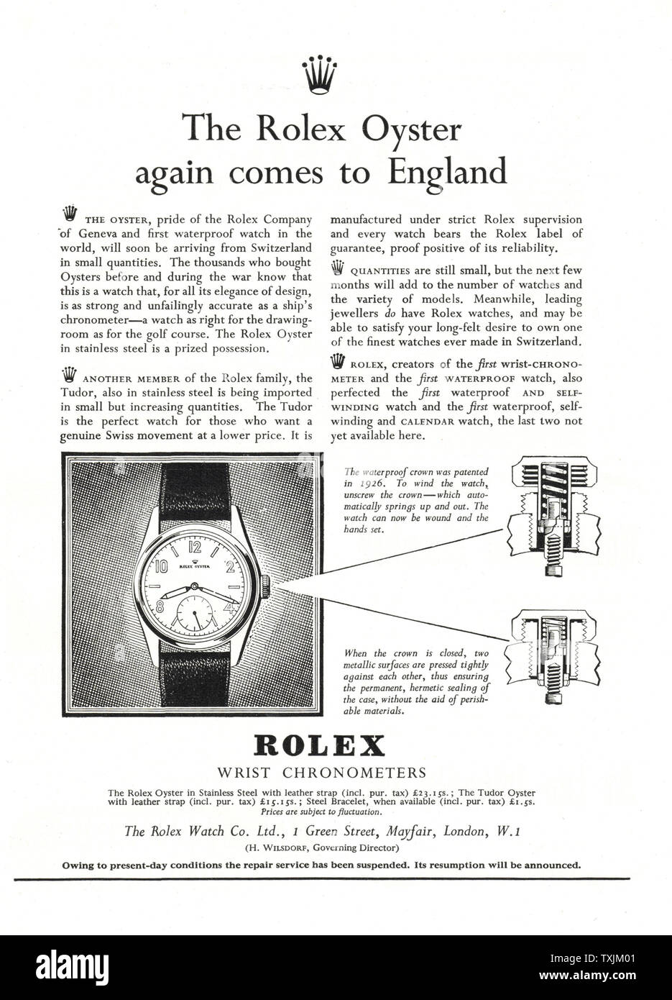 The Rolex Oyster
again comes to England
THE OYSTER, pride of the Rolex Company
of Geneva and first waterproof watch in the
world, will soon be arriving from Switzerland
in small quantities. The thousands who bought
Oysters before and during the war know that
this is a watch that, for all its elegance of design,
is as strong and unfailingly accurate as a ship's
chronometer—a watch as right for the drawing-
room as for the golf course. The Rolex Oyster
in stainless steel is a prized possession.
ANOTHER MEMBER of the Rolex family, the
Tudor, also in stainless steel is being imported
in small but increasing quantities. The Tudor
is the perfect watch for those who want a
genuine Swiss movement at a lower price. It is
manufactured under strict Rolex supervision
and every watch bears the Rolex label of
guarantee, proof positive of its reliability.
QUANTITIES are still small, but the next few
months will add to the number of watches and
the variety of models. Meanwhile, leading
jewellers do have Rolex watches, and may be
able to satisfy your long-felt desire to own one
of the finest watches ever made in Switzerland.
ROLEX, creators of the first wrist-CHRONO-
METER and the first WATERPROOF watch, also
perfected the first waterproof AND SELF-
WINDING watch and the first waterproof, self-
winding and CALENDAR watch, the last two not
yet available here.
12
10
2
ROLEX OYSTER
8
4
The waterproof crown was patented
in 1926. To wind the watch,
unscrew the crown—which auto-
matically springs up and out. The
watch can now be wound and the
hands set.
When the crown is closed, two
metallic surfaces are pressed tightly
against each other, thus ensuring
the permanent, hermetic sealing of
the case, without the aid of perish-
able materials.
ROLEX
WRIST CHRONOMETERS
The Rolex Oyster in Stainless Steel with leather strap (incl. pur. tax) £23.15s.; The Tudor Oyster
with leather strap (incl. pur. tax) £15.15s.; Steel Bracelet, when available (incl. pur. tax) £1.5s.
Prices are subject to fluctuation.
The Rolex Watch Co. Ltd., 1 Green Street, Mayfair, London, W.1
(H. WILSDORF, Governing Director)
Owing to present-day conditions the repair service has been suspended. Its resumption will be announced.
alamy
Image ID: TXJM01
www.alamy.com